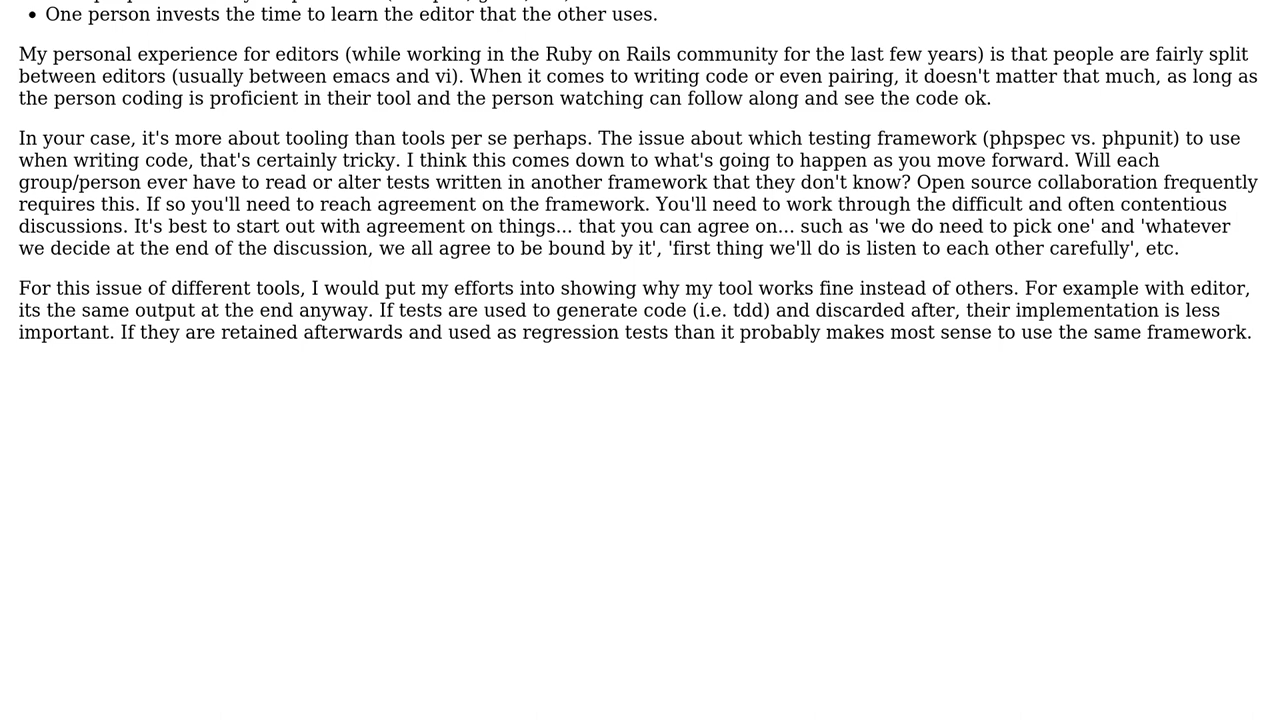 One person invests the time to learn the editor that the other uses.
My personal experience for editors (while working in the Ruby on Rails community for the last few years) is that people are fairly split
between editors (usually between emacs and vi). When it comes to writing code or even pairing, it doesn't matter that much, as long as
the person coding is proficient in their tool and the person watching can follow along and see the code ok.
In your case, it's more about tooling than tools per se perhaps. The issue about which testing framework (phpspec vs. phpunit) to use
when writing code, that's certainly tricky. I think this comes down to what's going to happen as you move forward. Will each
group/person ever have to read or alter tests written in another framework that they don't know? Open source collaboration frequently
requires this. If so you'll need to reach agreement on the framework. You'll need to work through the difficult and often contentious
discussions. It's best to start out with agreement on things... that you can agree on... such as 'we do need to pick one' and 'whatever
we decide at the end of the discussion, we all agree to be bound by it', 'first thing we'll do is listen to each other carefully', etc.
For this issue of different tools, I would put my efforts into showing why my tool works fine instead of others. For example with editor,
its the same output at the end anyway. If tests are used to generate code (i.e. tdd) and discarded after, their implementation is less
important. If they are retained afterwards and used as regression tests than it probably makes most sense to use the same framework.